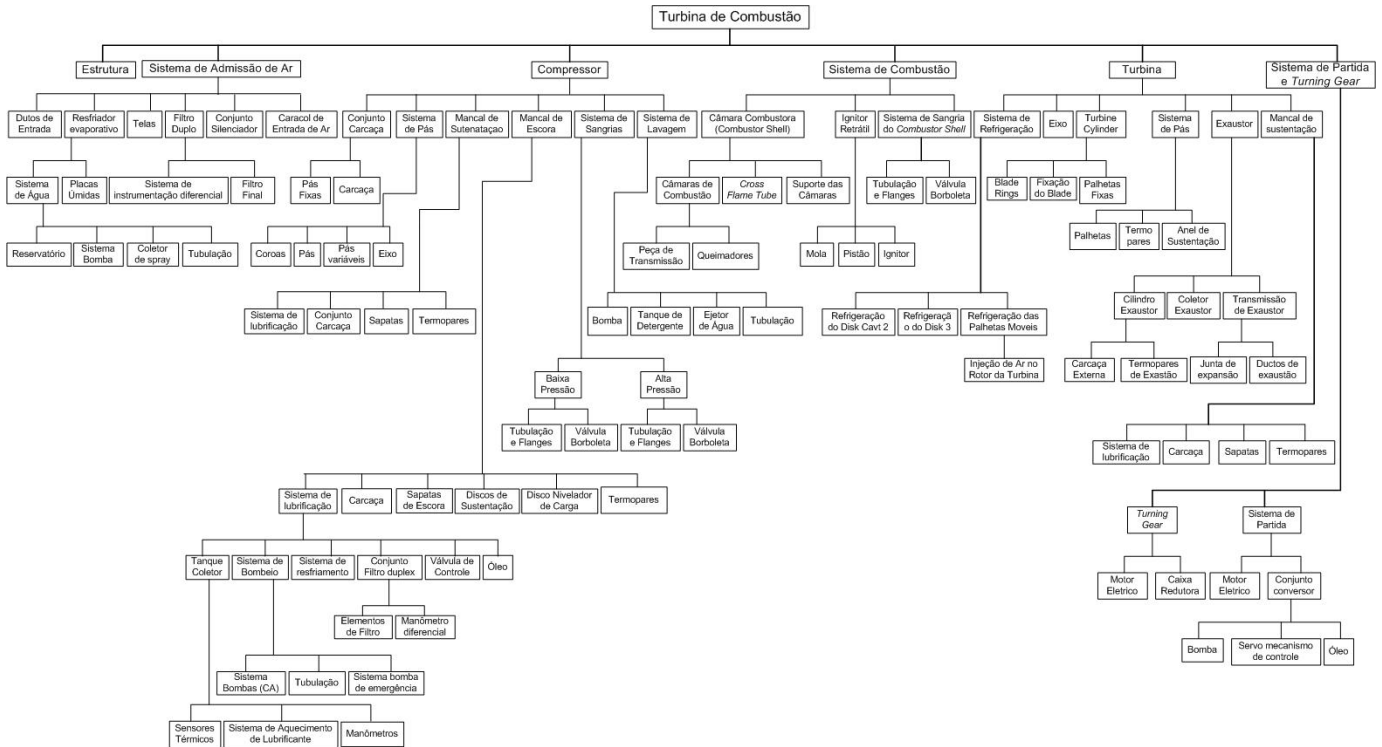 Turbina de Combustão
Estrutura
Sistema de Admissão de Ar
Compressor
Sistema de Combustão
Turbina
Sistema de Partida
e Turning Gear
Dutos de
Entrada
Resfriador
evaporativo
Telas
Filtro
Duplo
Conjunto
Silenciador
Caracol de
Entrada de Ar
Conjunto
Carcaça
Sistema
de Pás
Mancal de
Sutenataçao
Mancal de
Escora
Sistema de
Sangrias
Sistema de
Lavagem
Câmara Combustora
(Combustor Shell)
Ignitor
Retrátil
Sistema de Sangria
do Combustor Shell
Sistema de
Refrigeração
Eixo
Turbine
Cylinder
Sistema
de Pás
Exaustor
Mancal de
sustentação
Sistema
de Água
Placas
Úmidas
Sistema de
instrumentação diferencial
Filtro
Final
Pás
Fixas
Carcaça
Câmaras de
Combustão
Cross
Flame Tube
Suporte das
Câmaras
Tubulação
e Flanges
Válvula
Borboleta
Blade
Rings
Fixação
do Blade
Palhetas
Fixas
Reservatório
Sistema
Bomba
Coletor
de spray
Tubulação
Coroas
Pás
Pás
variáveis
Eixo
Peça de
Transmissão
Queimadores
Mola
Pistão
Ignitor
Palhetas
Termo
pares
Anel de
Sustentação
Sistema de
lubrificação
Conjunto
Carcaça
Sapatas
Termopares
Bomba
Tanque de
Detergente
Ejetor
de Água
Tubulação
Refrigeração
do Disk Cavt 2
Refrigeraçã
o do Disk 3
Refrigeração das
Palhetas Moveis
Cilindro
Exaustor
Coletor
Exaustor
Transmissão
de Exaustor
Injeção de Ar no
Rotor da Turbina
Carcaça
Externa
Termopares
de Exastão
Junta de
expansão
Ductos de
exaustão
Baixa
Pressão
Alta
Pressão
Tubulação
e Flanges
Válvula
Borboleta
Tubulação
e Flanges
Válvula
Borboleta
Sistema de
lubrificação
Carcaça
Sapatas
Termopares
Sistema de
lubrificação
Carcaça
Sapatas
de Escora
Discos de
Sustentação
Disco Nivelador
de Carga
Termopares
Turning
Gear
Sistema de
Partida
Tanque
Coletor
Sistema de
Bombeio
Sistema de
resfriamento
Conjunto
Filtro duplex
Válvula de
Controle
Óleo
Motor
Eletrico
Caixa
Redutora
Motor
Eletrico
Conjunto
conversor
Elementos
de Filtro
Manômetro
diferencial
Bomba
Servo mecanismo
de controle
Óleo
Sistema
Bombas (CA)
Tubulação
Sistema bomba
de emergência
Sensores
Térmicos
Sistema de Aquecimento
de Lubrificante
Manômetros